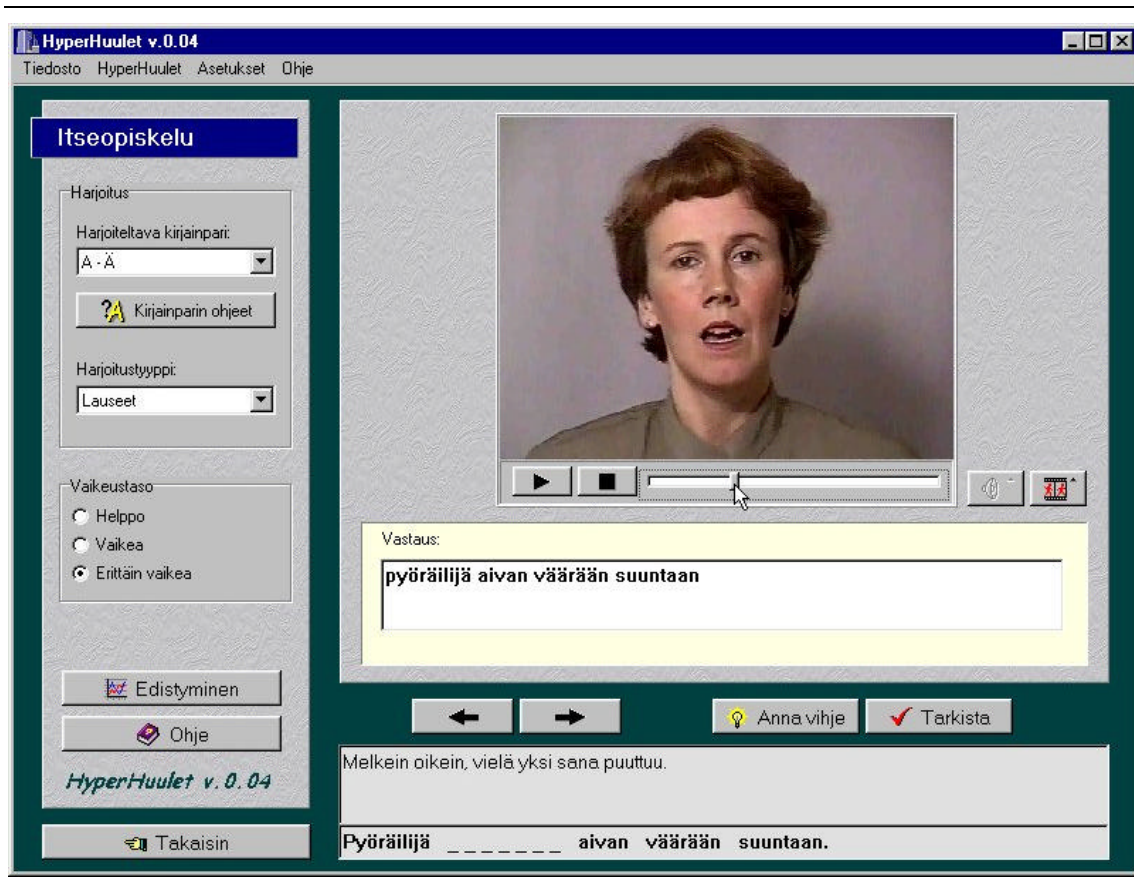 HyperHuulet v.0.04
Tiedosto HyperHuulet Asetukset Ohje
Itseopiskelu
Harjoitus
Harjoiteltava kirjainpari:
A - Ä
?A Kirjainparin ohjeet
Harjoitustyyppi:
Lauseet
Vaikeustaso
Helppo
Vaikea
Erittäin vaikea
Edistyminen
Ohje
HyperHuulet v.0.04
Takaisin
Vastaus:
pyöräilijä aivan väärään suuntaan
Anna vihje
Tarkista
Melkein oikein, vielä yksi sana puuttuu.
Pyöräilijä _ _ _ _ _ _ _ aivan väärään suuntaan.